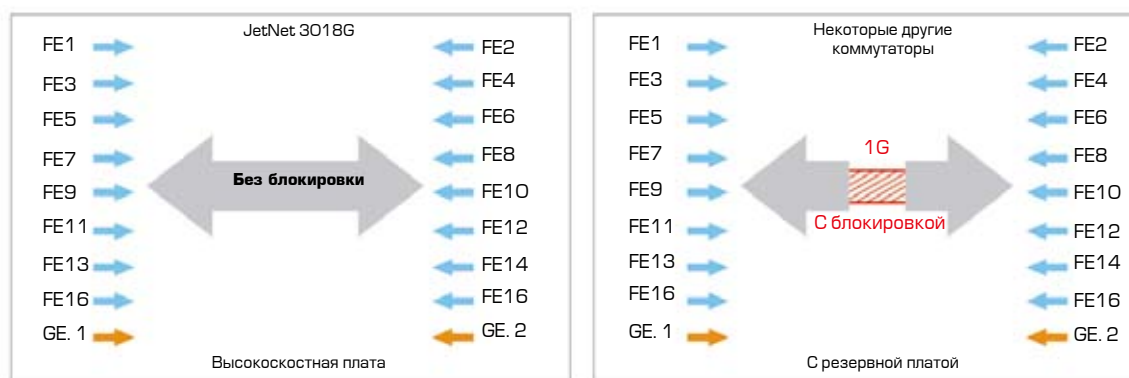 JetNet 3018G
FE1
FE2
FE3
FE4
FE5
FE6
FE7
FE8
Без блокировки
FE9
FE10
FE11
FE12
FE13
FE14
FE16
FE16
GE. 1
GE. 2
Высокоскостная плата
Некоторые другие
коммутаторы
FE1
FE2
FE3
FE4
FE5
FE6
1G
FE7
FE8
FE9
FE10
С блокировкой
FE11
FE12
FE13
FE14
FE16
FE16
GE. 1
GE. 2
С резервной платой